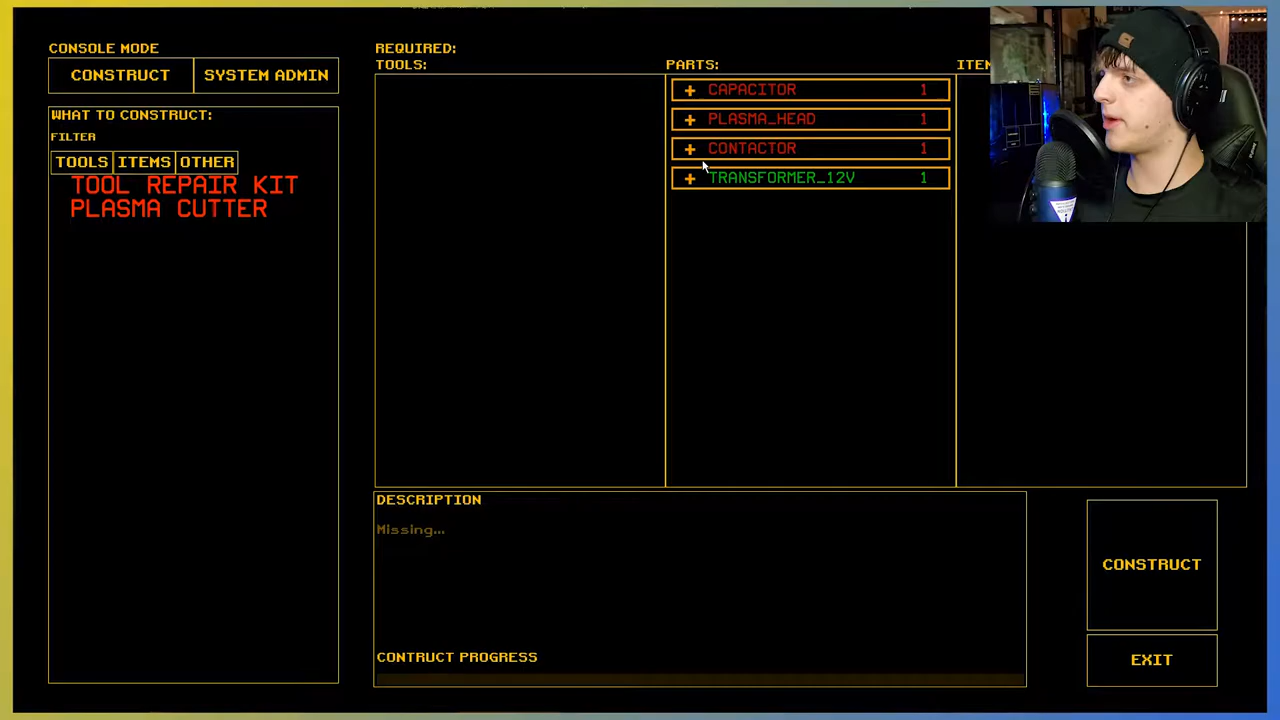 CONSOLE MODE
CONSTRUCT
SYSTEM ADMIN
WHAT TO CONSTRUCT:
FILTER
TOOLS
ITEMS
OTHER
TOOL REPAIR KIT
PLASMA CUTTER
REQUIRED:
TOOLS:
PARTS:
CAPACITOR 1
PLASMA_HEAD 1
CONTACTOR 1
TRANSFORMER_12V 1
DESCRIPTION
Missing...
CONTRUCT PROGRESS
CONSTRUCT
EXIT